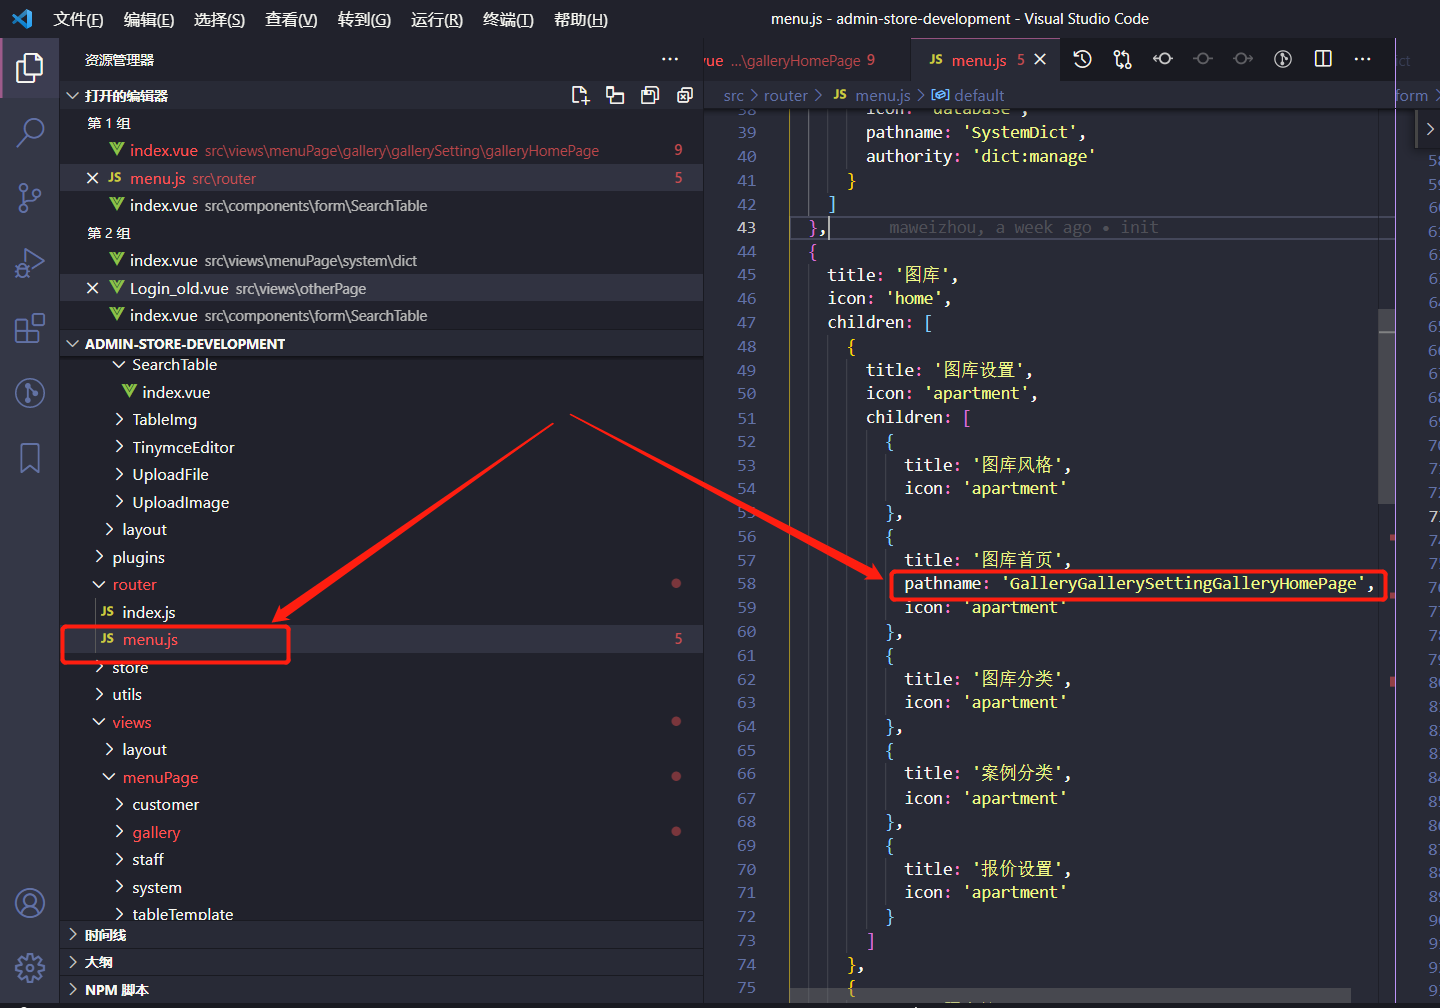 文件(F) 编辑(E) 选择(S) 查看(V) 转到(G) 运行(R) 终端(T) 帮助(H) menu.js - admin-store-development - Visual Studio Code
资源管理器 ···
打开的编辑器
第 1 组
index.vue src\views\menuPage\gallery\gallerySetting\galleryHomePage 9
JS menu.js src\router 5
index.vue src\components\form\SearchTable
第 2 组
index.vue src\views\menuPage\system\dict
Login_old.vue src\views\otherPage
index.vue src\components\form\SearchTable
ADMIN-STORE-DEVELOPMENT
SearchTable
index.vue
TableImg
TinymceEditor
UploadFile
UploadImage
layout
plugins
router
JS index.js
JS menu.js 5
store
utils
views
layout
menuPage
customer
gallery
staff
system
tableTemplate
时间线
大纲
NPM 脚本
vue ...\galleryHomePage 9 JS menu.js 5
src > router > JS menu.js > default
38 icon: 'database',
39 pathname: 'SystemDict',
40 authority: 'dict:manage'
41 }
42 ]
43 }, maweizhou, a week ago • init
44 {
45 title: '图库',
46 icon: 'home',
47 children: [
48 {
49 title: '图库设置',
50 icon: 'apartment',
51 children: [
52 {
53 title: '图库风格',
54 icon: 'apartment'
55 },
56 {
57 title: '图库首页',
58 pathname: 'GalleryGallerySettingGalleryHomePage',
59 icon: 'apartment'
60 },
61 {
62 title: '图库分类',
63 icon: 'apartment'
64 },
65 {
66 title: '案例分类',
67 icon: 'apartment'
68 },
69 {
70 title: '报价设置',
71 icon: 'apartment'
72 }
73 ]
74 },
75 {
form >